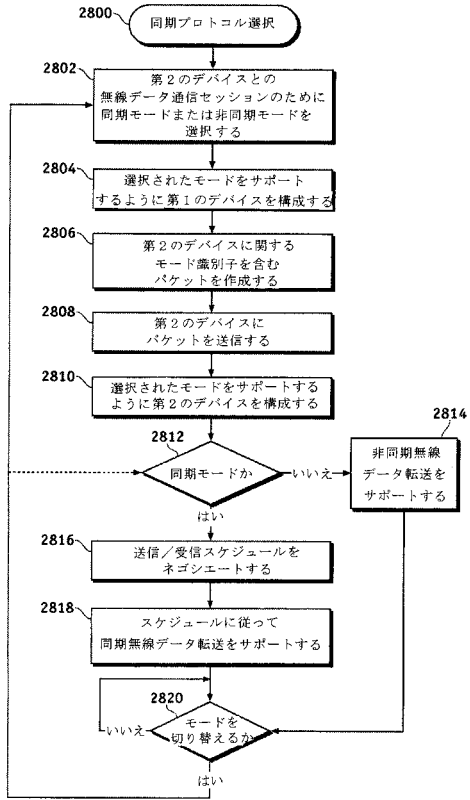 2800
同期プロトコル選択
2802
第2のデバイスとの
無線データ通信セッションのために
同期モードまたは非同期モードを
選択する
2804
選択されたモードをサポート
するように第1のデバイスを構成する
2806
第2のデバイスに関する
モード識別子を含む
パケットを作成する
2808
第2のデバイスに
パケットを送信する
2810
選択されたモードをサポートする
ように第2のデバイスを構成する
2812
同期モードか
いいえ
2814
非同期無線
データ転送を
サポートする
はい
2816
送信/受信スケジュールを
ネゴシエートする
2818
スケジュールに従って
同期無線データ転送をサポートする
2820
モードを
切り替えるか
いいえ
はい